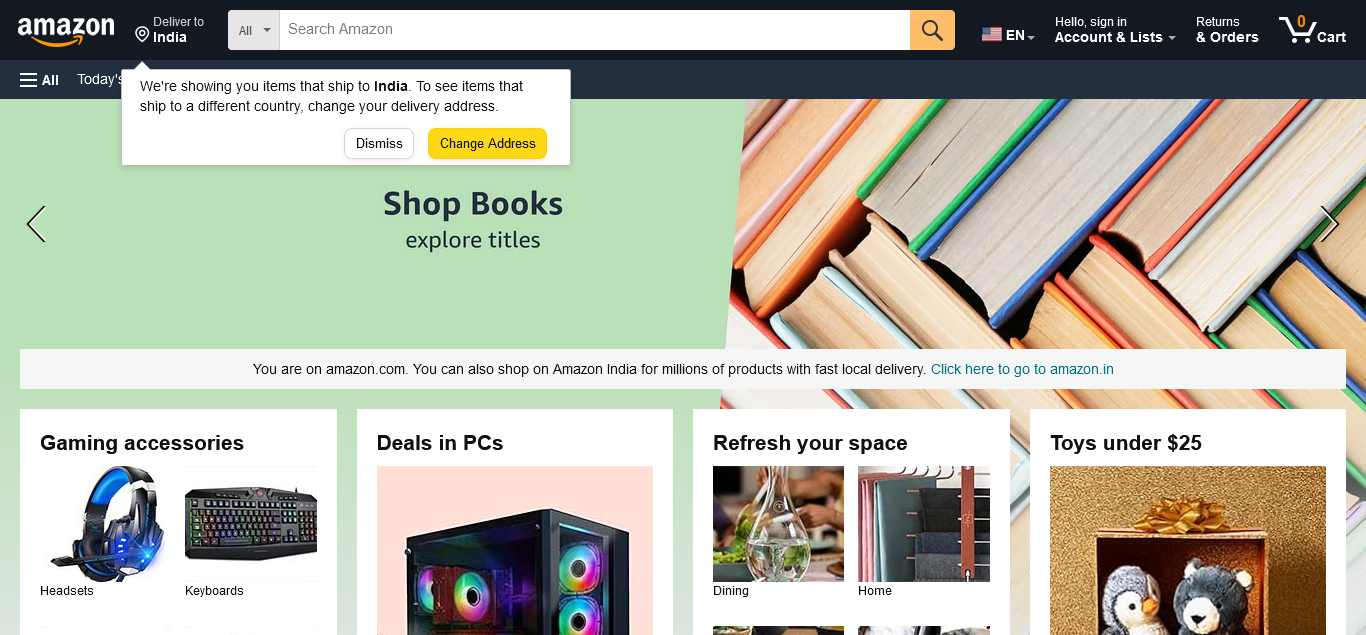 amazon
Deliver to
India
All
Search Amazon
EN
Hello, sign in
Account & Lists
Returns
& Orders
0
Cart
All
Today's
We're showing you items that ship to India. To see items that
ship to a different country, change your delivery address.
Dismiss
Change Address
Shop Books
explore titles
You are on amazon.com. You can also shop on Amazon India for millions of products with fast local delivery. Click here to go to amazon.in
Gaming accessories
Headsets
Keyboards
Deals in PCs
Refresh your space
Dining
Home
Toys under $25